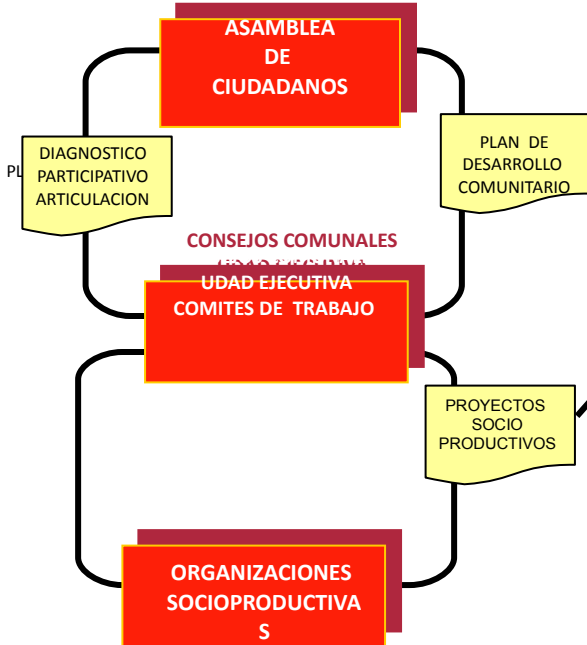 ASAMBLEA
DE
CIUDADANOS
DIAGNOSTICO
PARTICIPATIVO
ARTICULACION
PL
PLAN DE
DESARROLLO
COMUNITARIO
CONSEJOS COMUNALES
UDAD EJECUTIVA
COMITES DE TRABAJO
PROYECTOS
SOCIO
PRODUCTIVOS
ORGANIZACIONES
SOCIOPRODUCTIVA
S